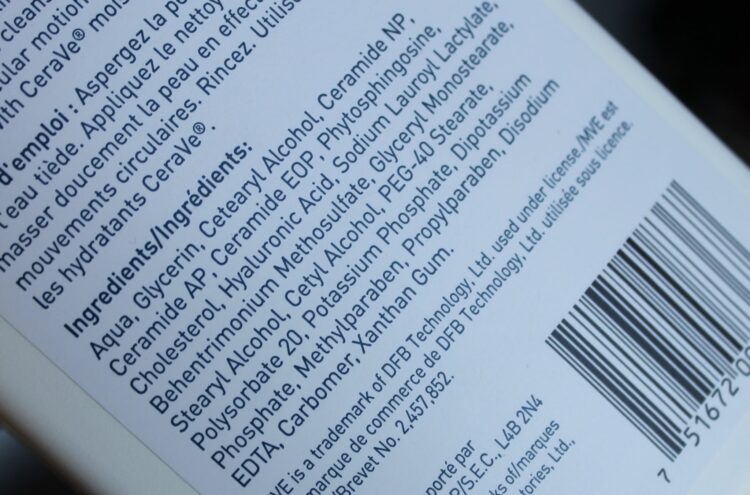 cleans
cular motion
with CeraVe® mois
d'emploi : Aspergez la pe
l'eau tiède. Appliquez le nettoy
masser doucement la peau en effect
mouvements circulaires. Rincez. Utilis
les hydratants CeraVe®.
Ingredients/Ingrédients:
Aqua, Glycerin, Cetearyl Alcohol, Ceramide NP,
Ceramide AP, Ceramide EOP, Phytosphingosine,
Cholesterol, Hyaluronic Acid, Sodium Lauroyl Lactylate,
Behentrimonium Methosulfate, Glyceryl Monostearate,
Stearyl Alcohol, Cetyl Alcohol, PEG-40 Stearate,
Polysorbate 20, Potassium Phosphate, Dipotassium
Phosphate, Methylparaben, Propylparaben, Disodium
EDTA, Carbomer, Xanthan Gum.
VE is a trademark of DFB Technology, Ltd. used under license./MVE est
marque de commerce de DFB Technology, Ltd. utilisée sous licence.
/Brevet No. 2,457,852.
porté par
P/S.E.C., L4B 2N4
ks of/marques
tories, Ltd.,
7 51672 0